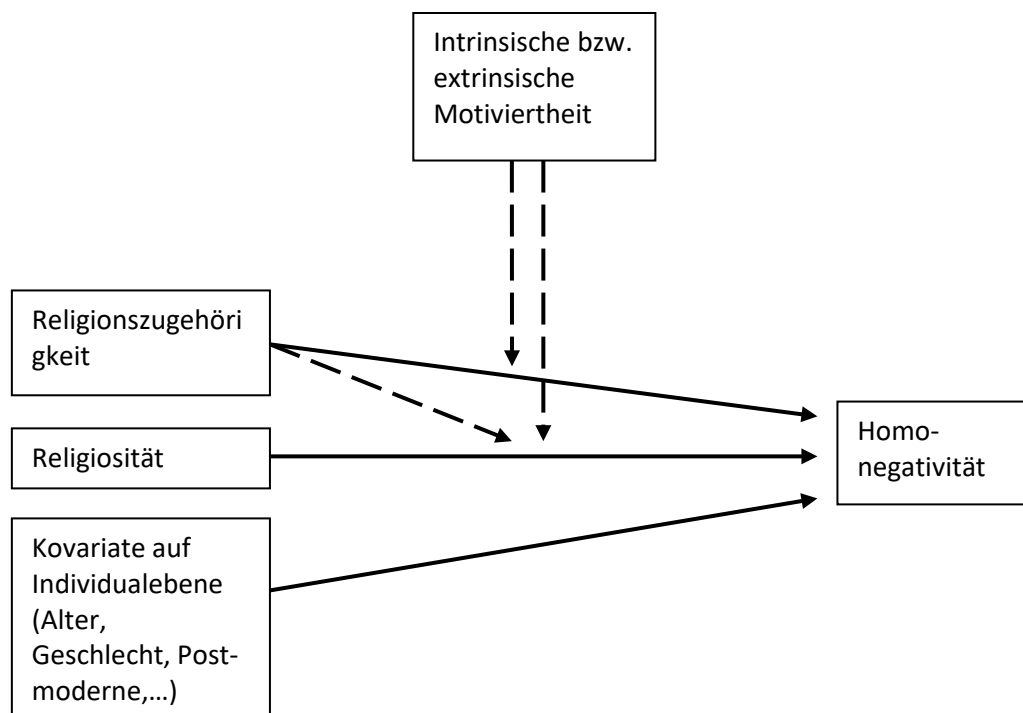 Intrinsische bzw.
extrinsische
Motiviertheit
Religionszugehöri
gkeit
Religiosität
Homo-
negativität
Kovariate auf
Individualebene
(Alter,
Geschlecht, Post-
moderne,...)